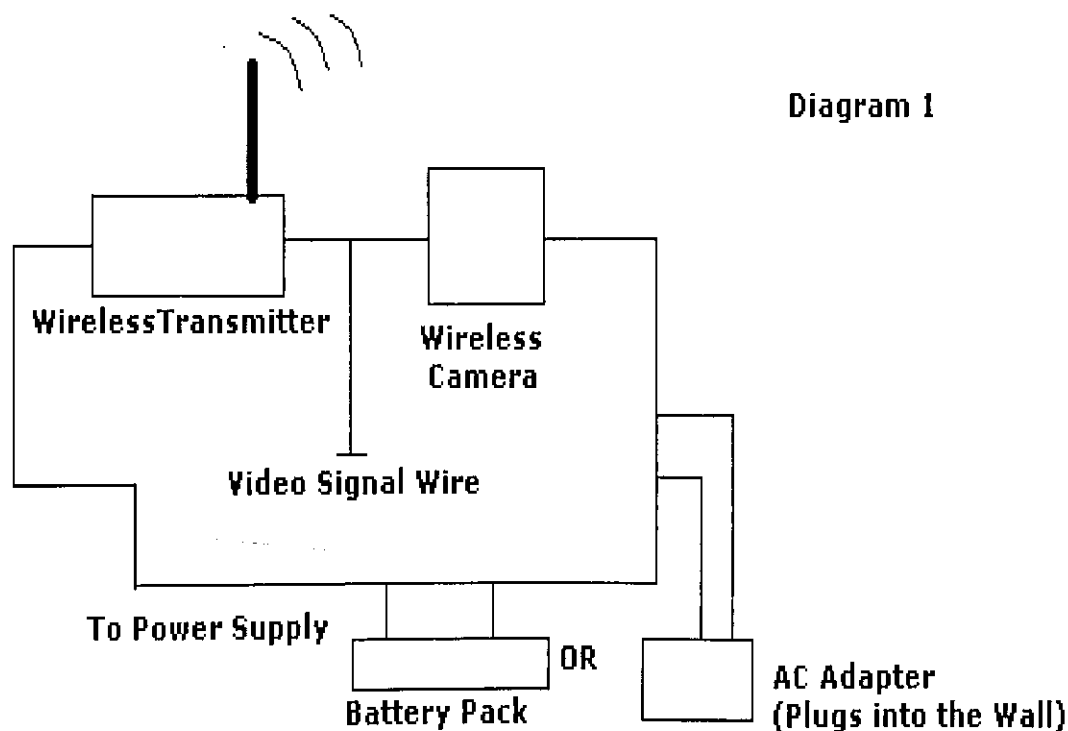 Diagram 1
WirelessTransmitter
Wireless
Camera
Video Signal Wire
To Power Supply
OR
Battery Pack
AC Adapter
(Plugs into the Wall)